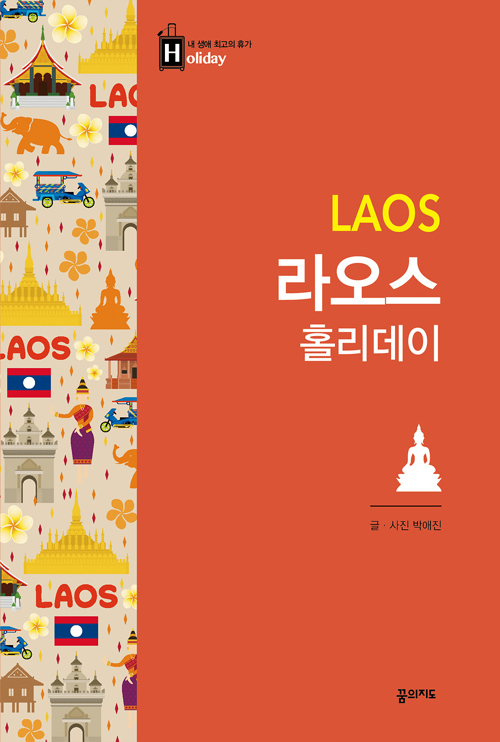 내 생애 최고의 휴가
Holiday
LAOS
라오스
홀리데이
글 · 사진 박애진
꿈의지도
LAOS
LAOS
LAOS